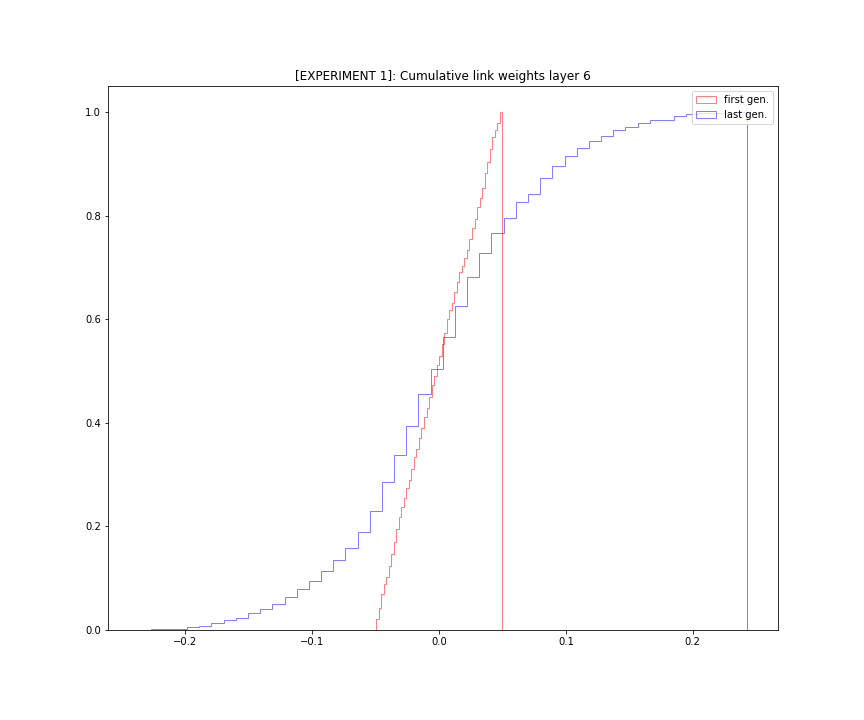 [EXPERIMENT 1]: Cumulative link weights layer 6
first gen.
last gen.
1.0
0.8
0.6
0.4
0.2
0.0
−0.2 −0.1 0.0 0.1 0.2